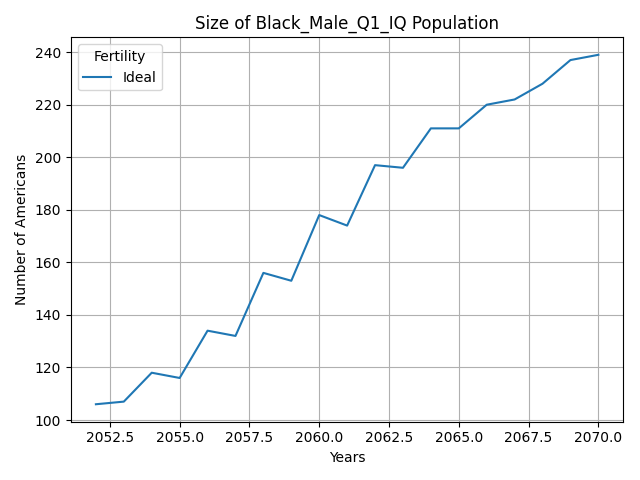 Size of Black_Male_Q1_IQ Population
Fertility
Ideal
Number of Americans
240
220
200
180
160
140
120
100
2052.5 2055.0 2057.5 2060.0 2062.5 2065.0 2067.5 2070.0
Years